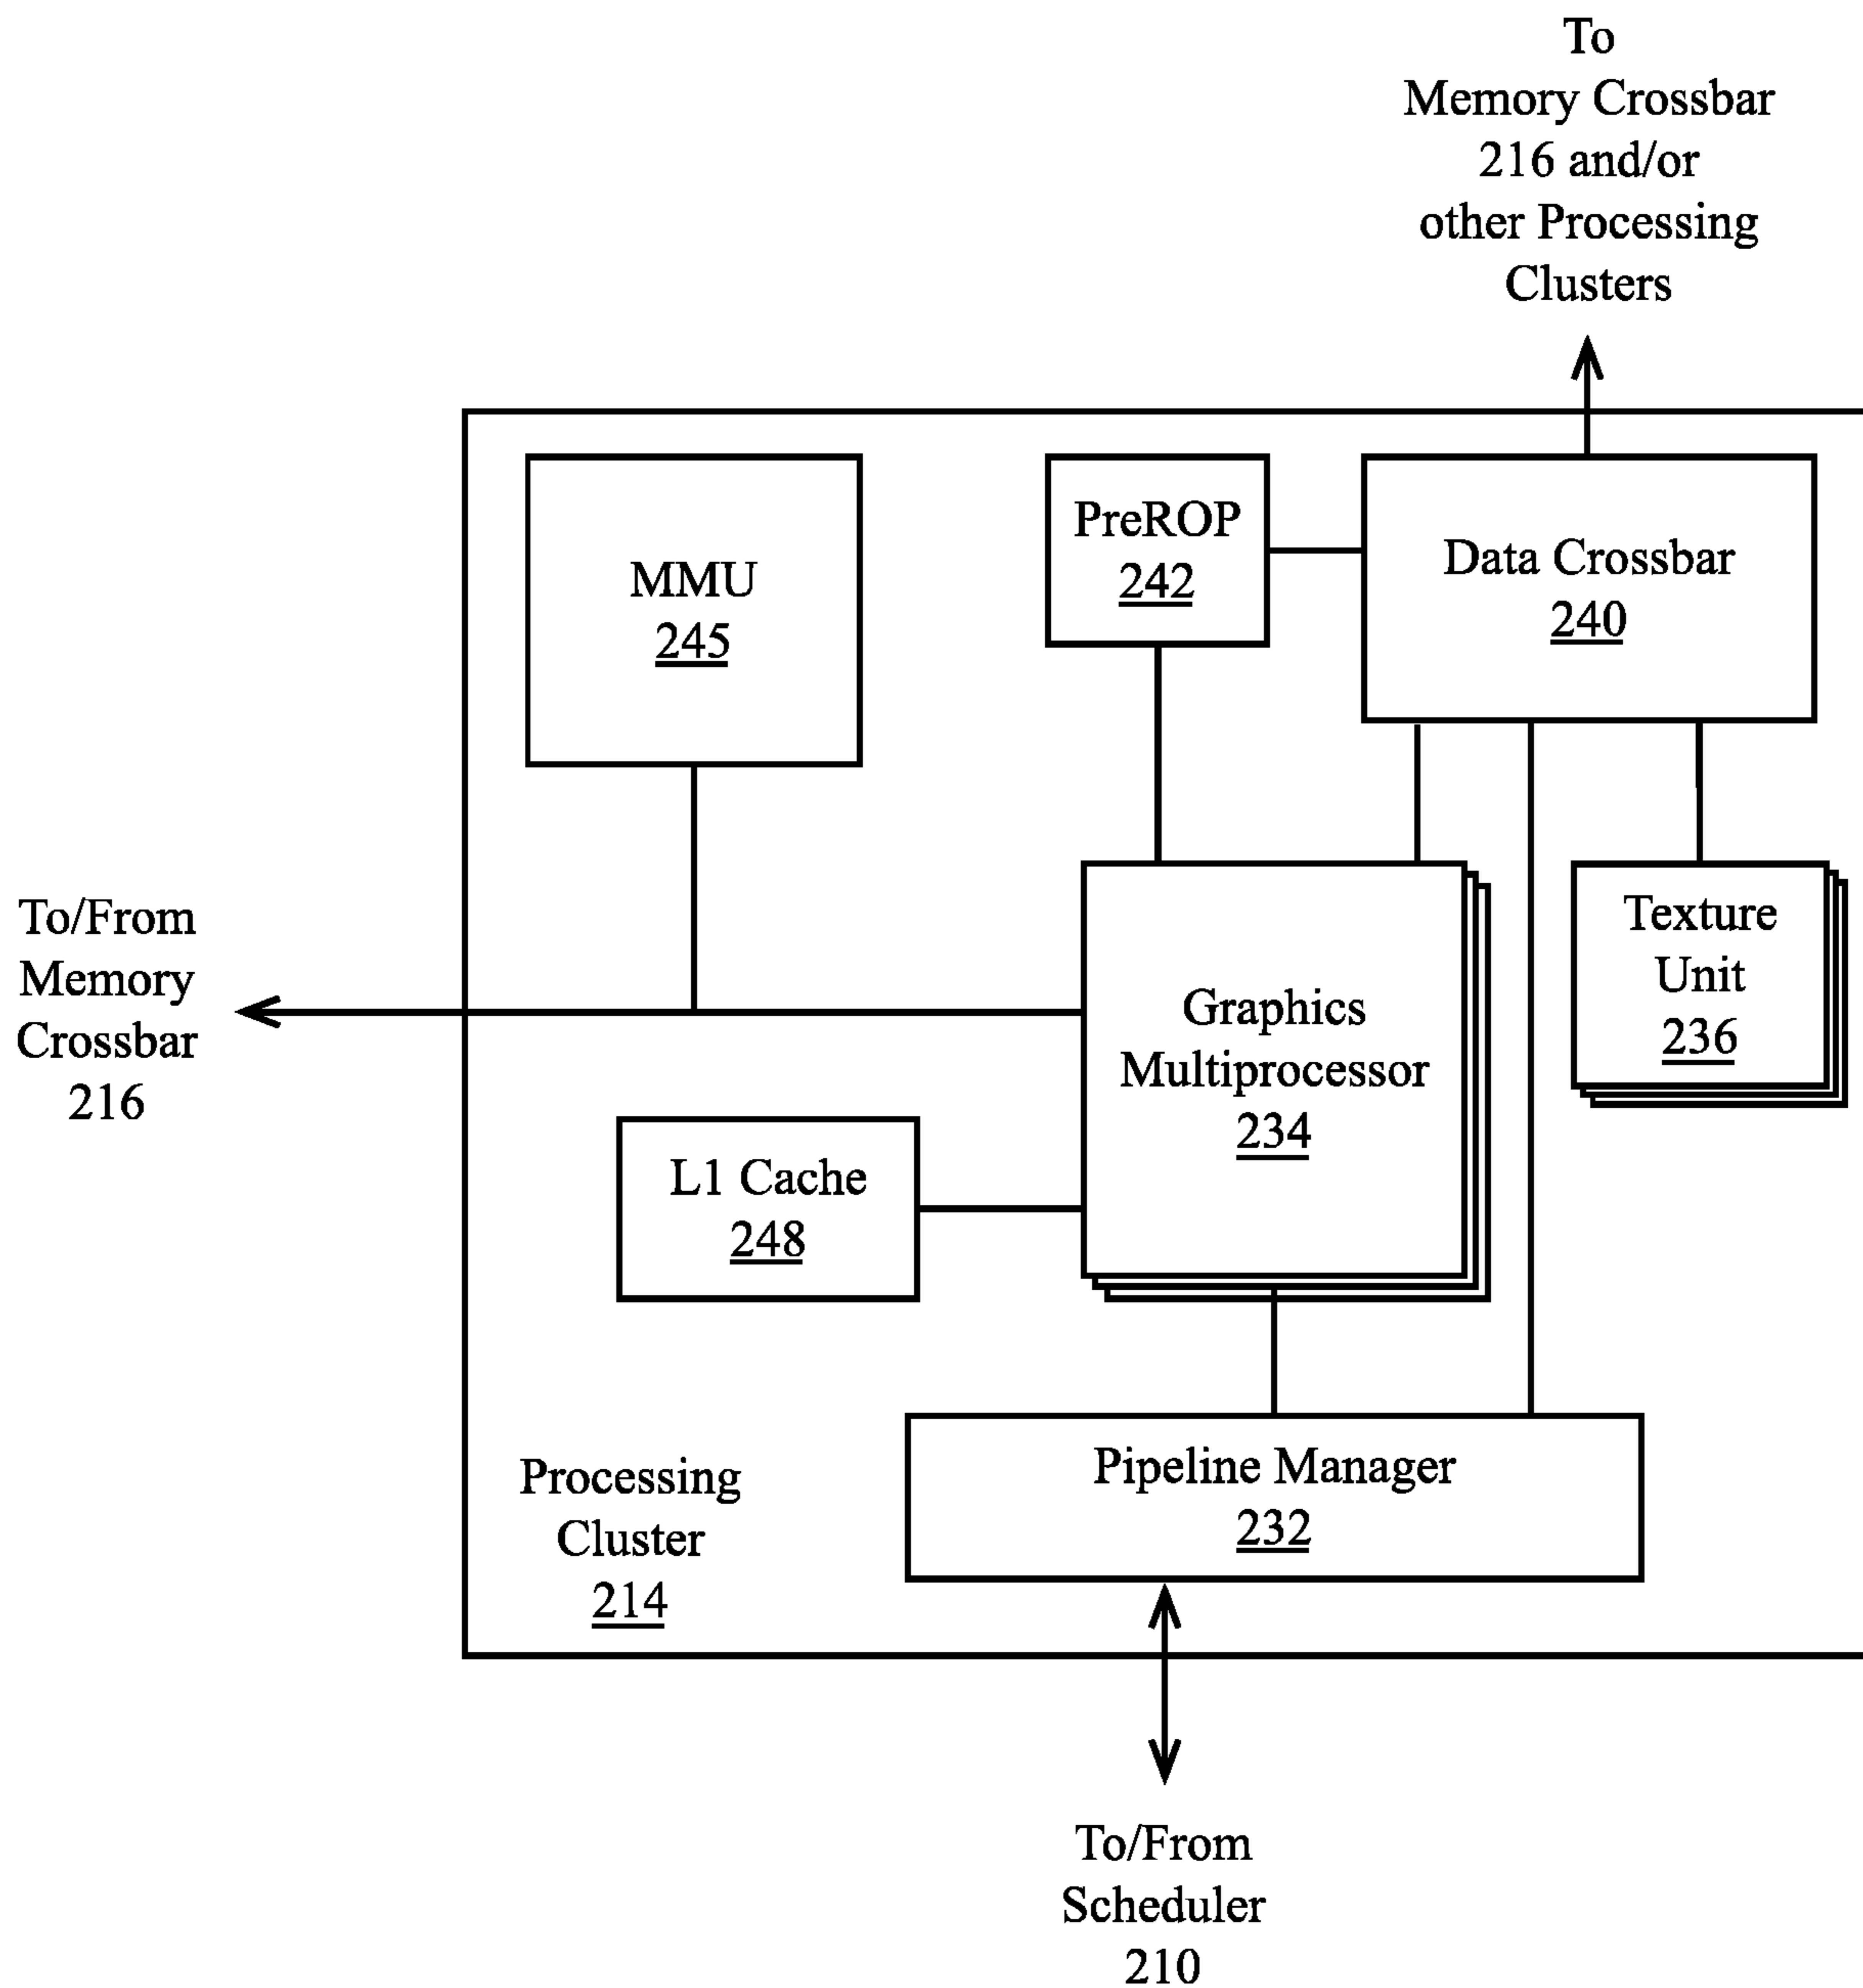 To
Memory Crossbar
216 and/or
other Processing
Clusters
MMU
245
PreROP
242
Data Crossbar
240
To/From
Memory
Crossbar
216
Graphics
Multiprocessor
234
Texture
Unit
236
L1 Cache
248
Processing
Cluster
214
Pipeline Manager
232
To/From
Scheduler
210